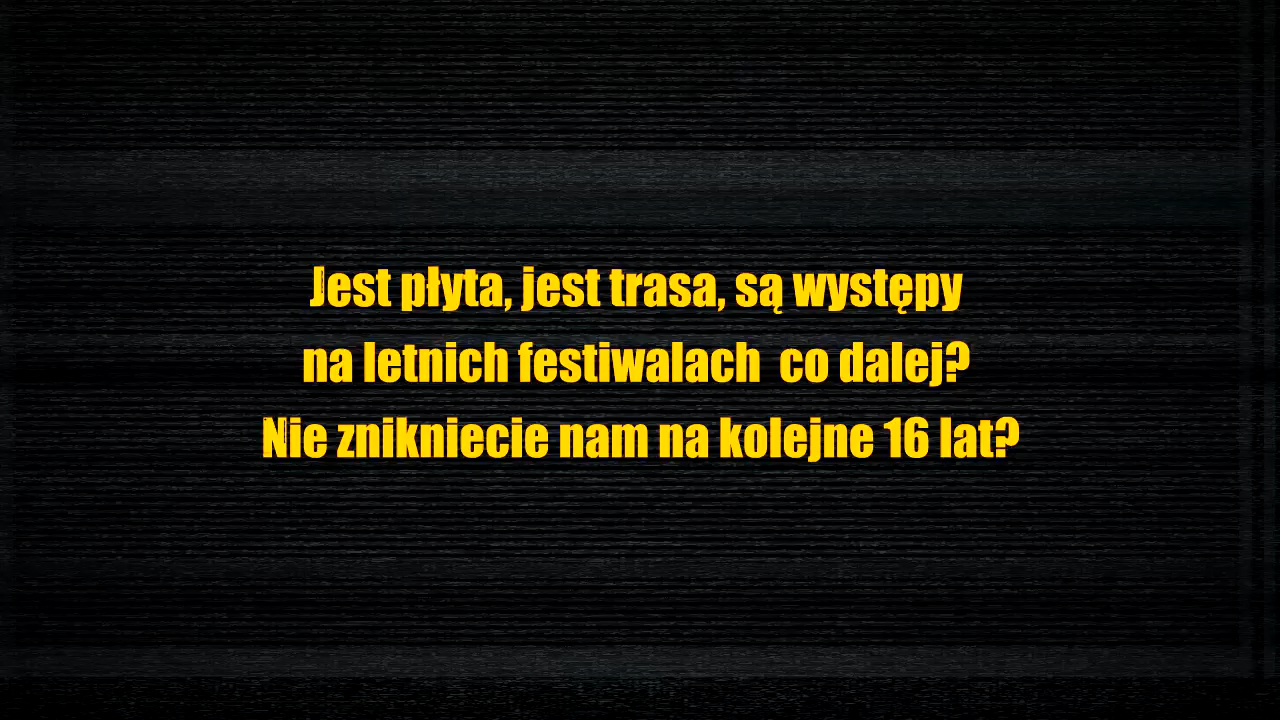 Jest płyta, jest trasa, są występy
na letnich festiwalach  co dalej?
Nie znikniecie nam na kolejne 16 lat?